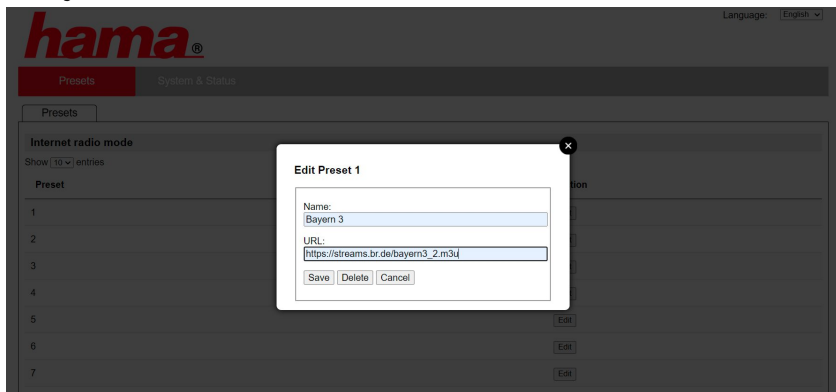 Language: English
hama®
Presets System & Status
Presets
Internet radio mode
Show 10 entries
Preset
1
2
3
4
5 Edit
6 Edit
7 Edit
Edit Preset 1
Name:
Bayern 3
URL:
https://streams.br.de/bayern3_2.m3u
Save Delete Cancel